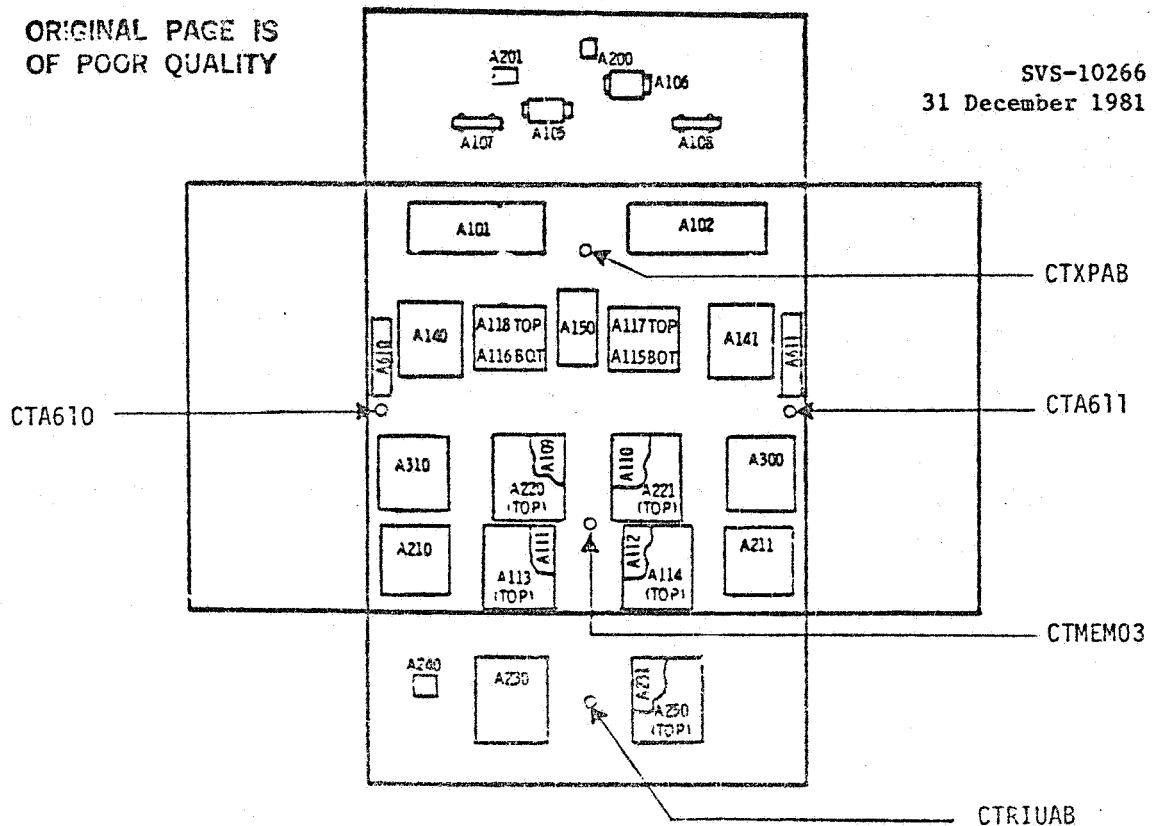 ORIGINAL PAGE IS
OF POOR QUALITY
SVS-10266
31 December 1981
A201
A200
A106
A105
A107
A108
A101
A102
CTXPAB
A118 TOP
A116 BOT
A150
A117 TOP
A115 BOT
A140
A141
A610
A611
CTA610
CTA611
A310
A109
A220
(TOP)
A110
A221
(TOP)
A300
A210
A111
A113
(TOP)
A112
A114
(TOP)
A211
CTMEM03
A240
A230
A231
A250
(TOP)
CTRIUAB